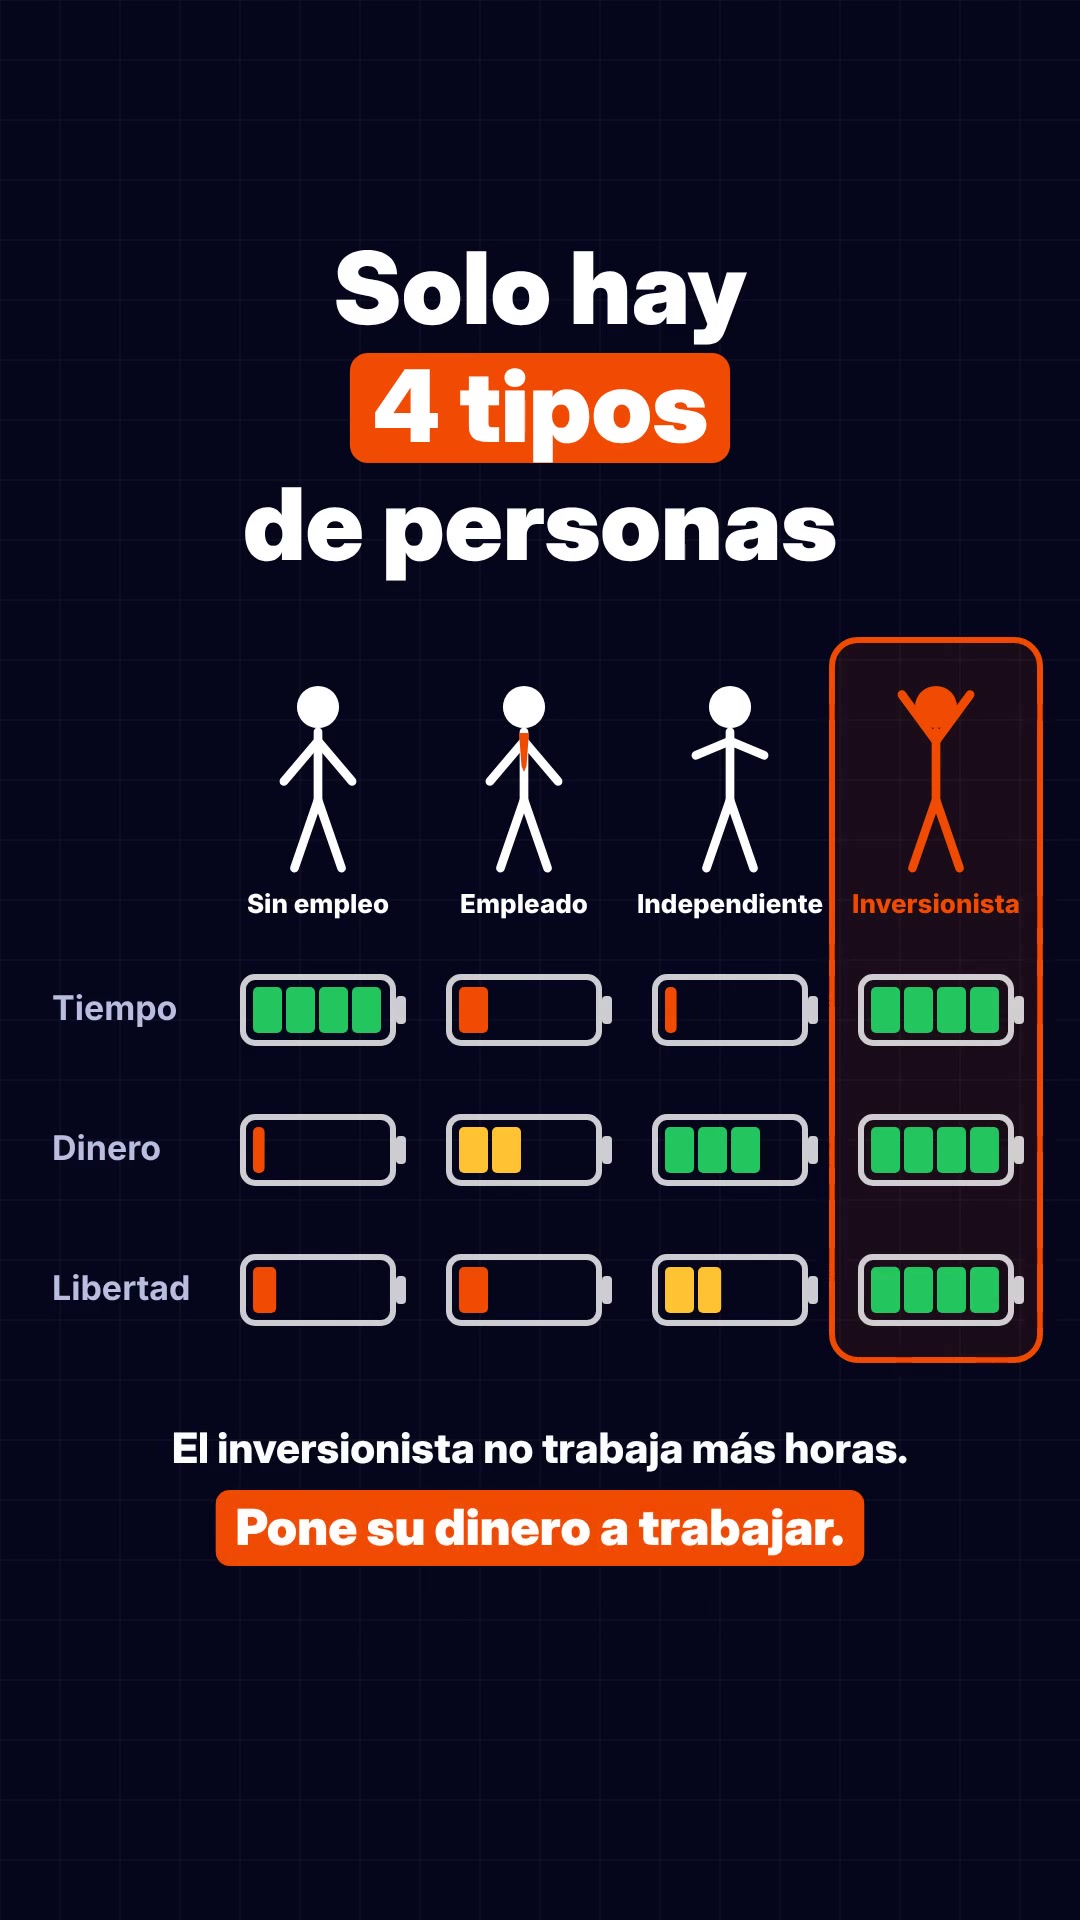 Solo hay
4 tipos
de personas
Sin empleo
Empleado
Independiente
Inversionista
Tiempo
Dinero
Libertad
El inversionista no trabaja más horas.
Pone su dinero a trabajar.